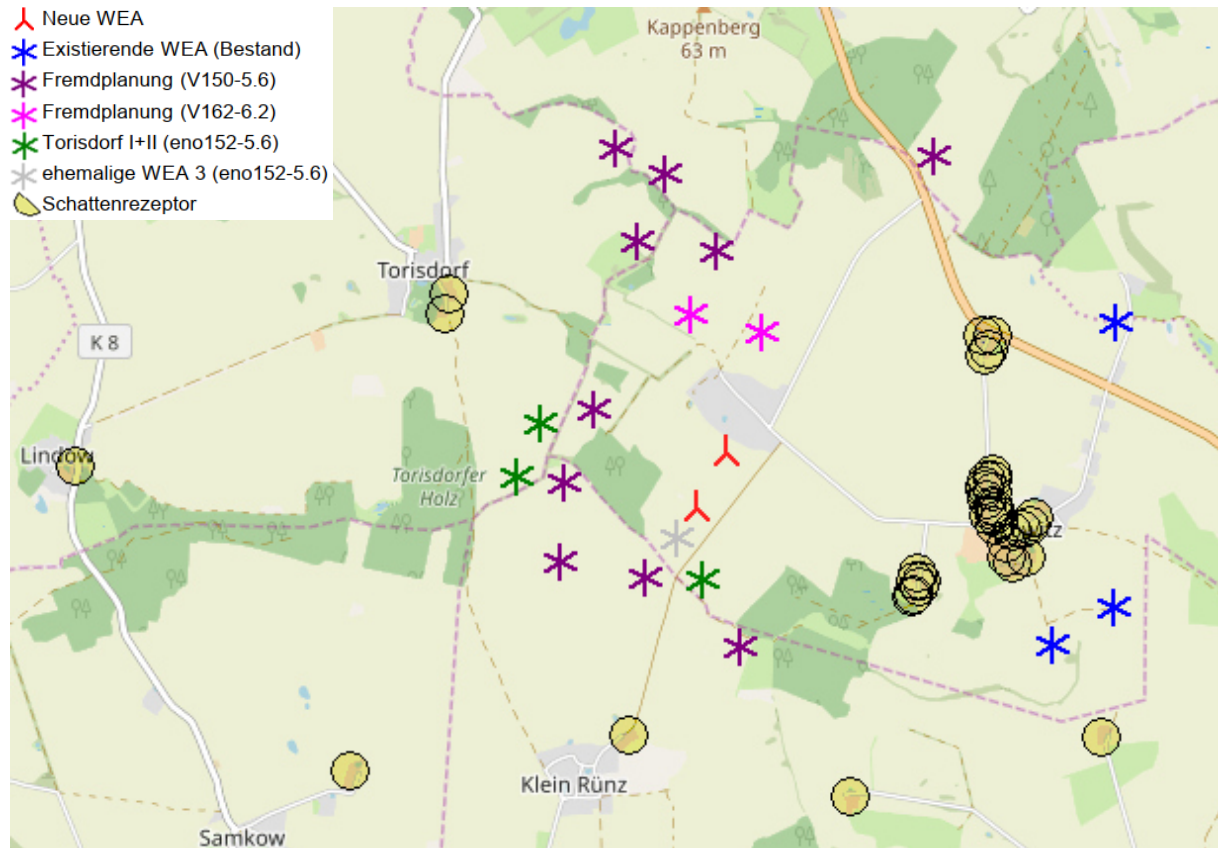 Neue WEA
Existierende WEA (Bestand)
Fremdplanung (V150-5.6)
Fremdplanung (V162-6.2)
Torisdorf I+II (eno152-5.6)
ehemalige WEA 3 (eno152-5.6)
Schattenrezeptor
Kappenberg
63 m
Torisdorf
K 8
Lindow
Torisdorfer
Holz
tz
Klein Rünz
Samkow